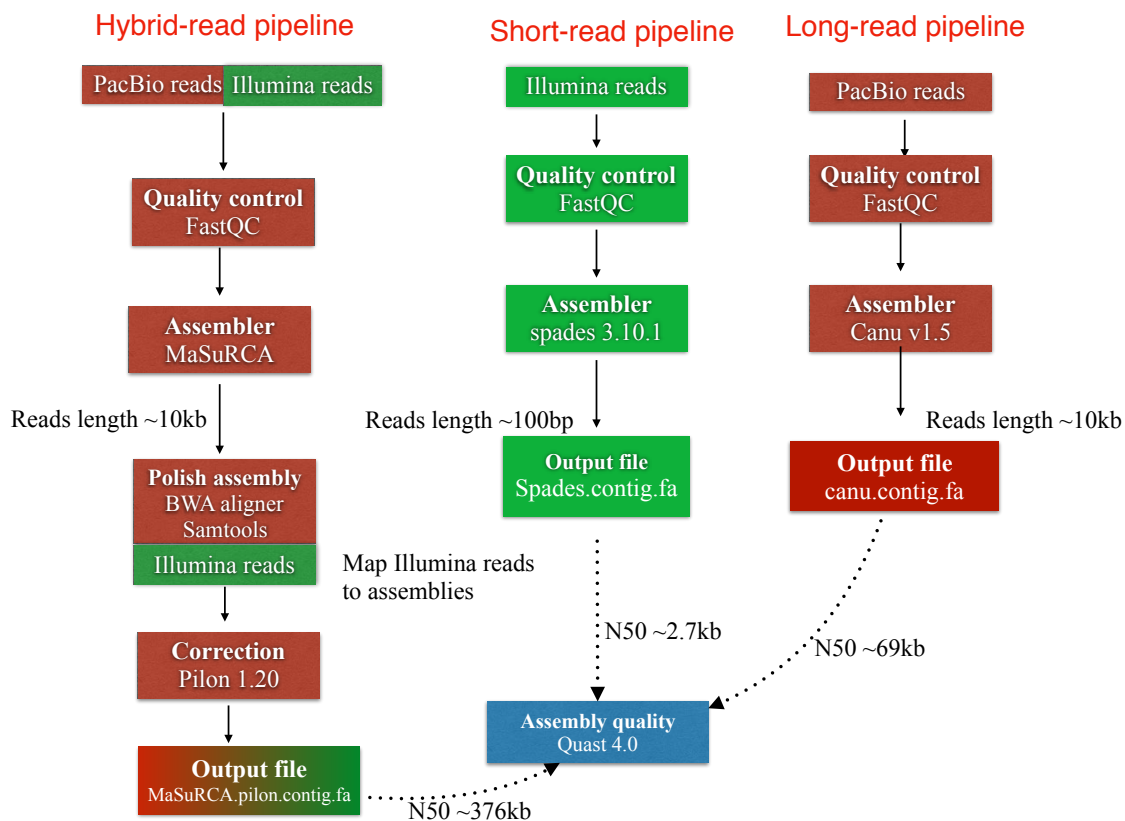 Hybrid-read pipeline
PacBio reads
Illumina reads
Quality control
FastQC
Assembler
MaSuRCA
Reads length ~10kb
Polish assembly
BWA aligner
Samtools
Illumina reads
Map Illumina reads
to assemblies
Correction
Pilon 1.20
Output file
MaSuRCA.pilon.contig.fa
N50 ~376kb
Short-read pipeline
Illumina reads
Quality control
FastQC
Assembler
spades 3.10.1
Reads length ~100bp
Output file
Spades.contig.fa
N50 ~2.7kb
Long-read pipeline
PacBio reads
Quality control
FastQC
Assembler
Canu v1.5
Reads length ~10kb
Output file
canu.contig.fa
N50 ~69kb
Assembly quality
Quast 4.0